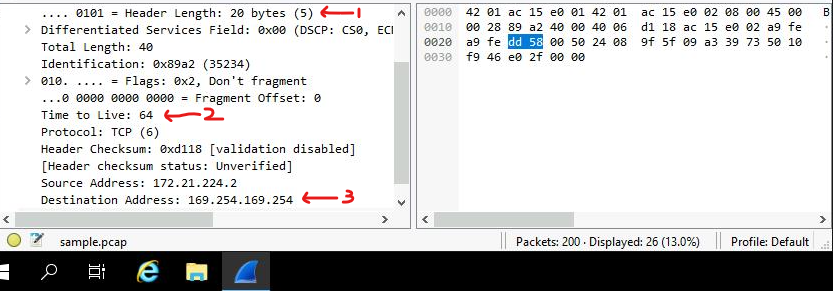 .... 0101 = Header Length: 20 bytes (5) 1
Differentiated Services Field: 0x00 (DSCP: CS0, ECI
Total Length: 40
Identification: 0x89a2 (35234)
010. .... = Flags: 0x2, Don't fragment
...0 0000 0000 0000 = Fragment Offset: 0
Time to Live: 64 2
Protocol: TCP (6)
Header Checksum: 0xd118 [validation disabled]
[Header checksum status: Unverified]
Source Address: 172.21.224.2
Destination Address: 169.254.169.254 3
0000 42 01 ac 15 e0 01 42 01 ac 15 e0 02 08 00 45 00 B
0010 00 28 89 a2 40 00 40 06 d1 18 ac 15 e0 02 a9 fe
0020 a9 fe dd 58 00 50 24 08 9f 5f 09 a3 39 73 50 10
0030 f9 46 e0 2f 00 00
sample.pcap
Packets: 200 · Displayed: 26 (13.0%)
Profile: Default